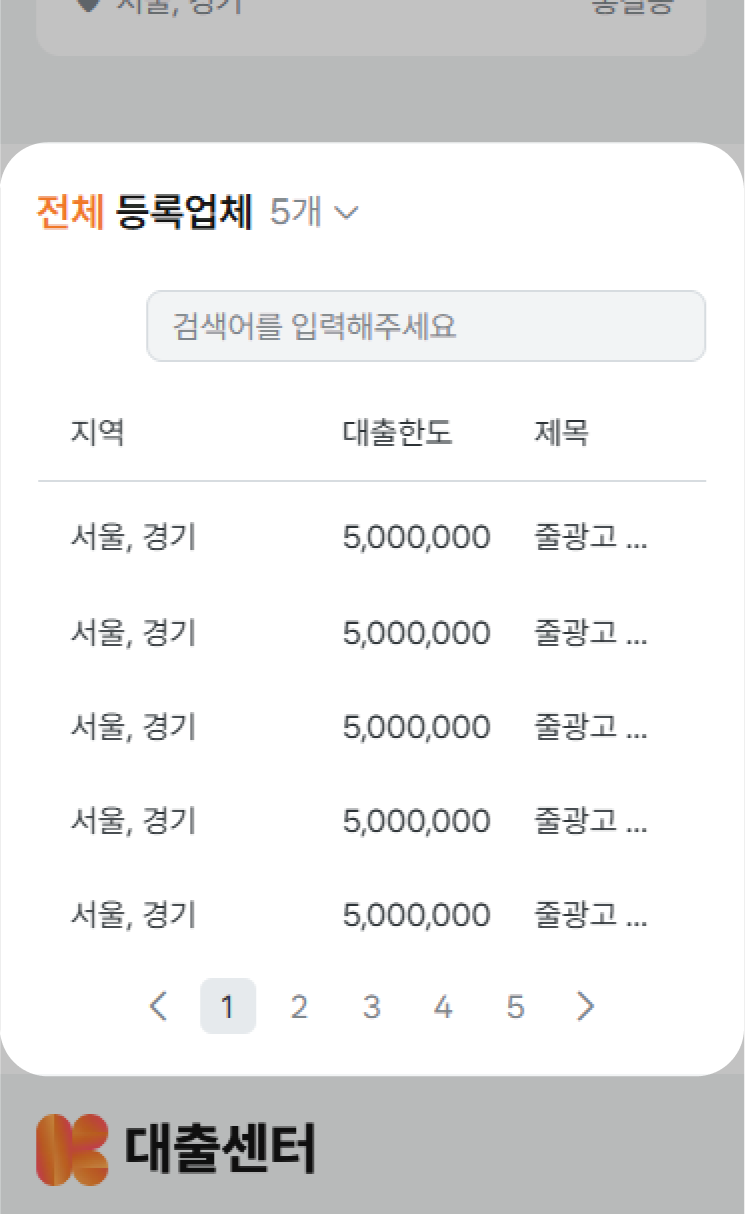 서울, 경기
전체 등록업체 5개
검색어를 입력해주세요
지역 대출한도 제목
서울, 경기 5,000,000 줄광고 ...
서울, 경기 5,000,000 줄광고 ...
서울, 경기 5,000,000 줄광고 ...
서울, 경기 5,000,000 줄광고 ...
서울, 경기 5,000,000 줄광고 ...
1 2 3 4 5
대출센터